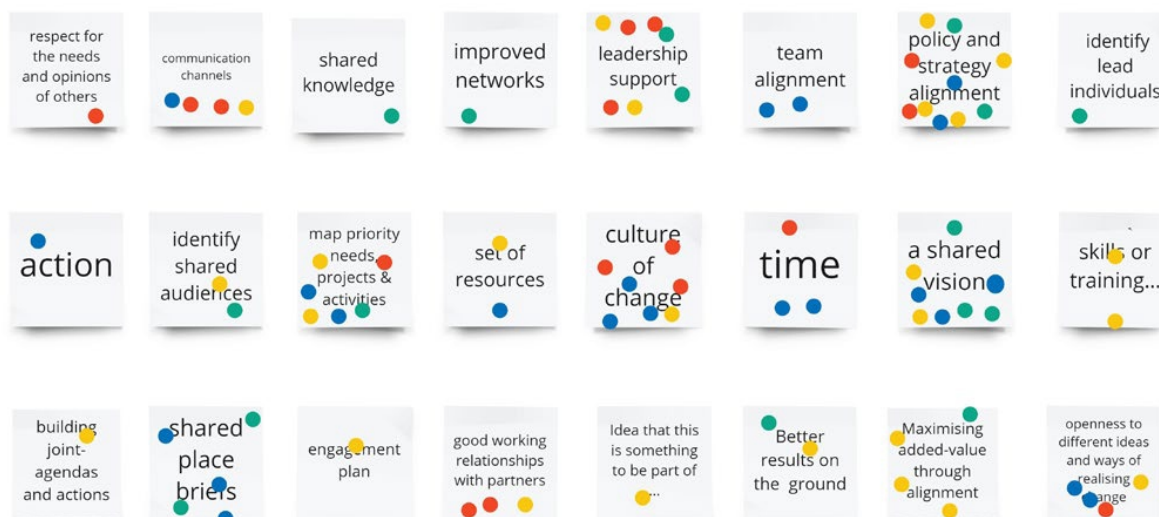 respect for
the needs
and opinions
of others
communication
channels
shared
knowledge
improved
networks
leadership
support
team
alignment
policy and
strategy
alignment
identify
lead
individuals
action
identify
shared
audiences
map priority
needs,
projects &
activities
set of
resources
culture
of
change
time
a shared
vision
skills or
training...
building
joint-
agendas
and actions
shared
place
briefs
engagement
plan
good working
relationships
with partners
Idea that this
is something
to be part of
...
Better
results on
the ground
Maximising
added-value
through
alignment
openness to
different ideas
and ways of
realising
change